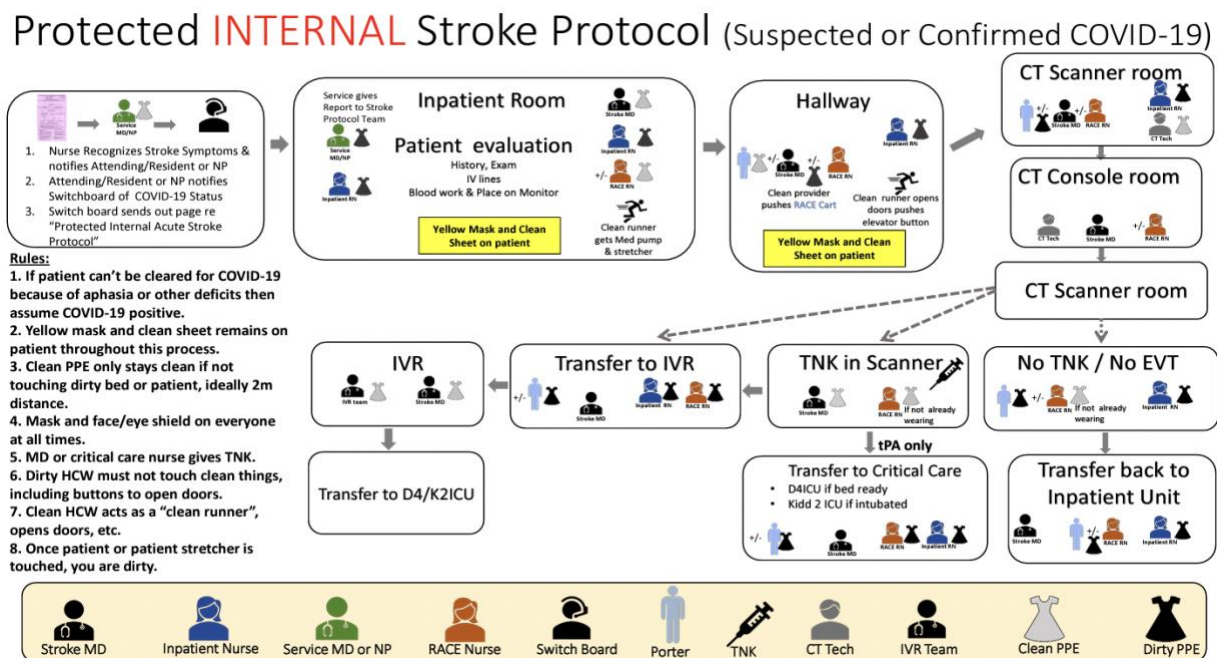 Protected INTERNAL Stroke Protocol (Suspected or Confirmed COVID-19)
Service
MD/NP
1. Nurse Recognizes Stroke Symptoms &
notifies Attending/Resident or NP
2. Attending/Resident or NP notifies
Switchboard of COVID-19 Status
3. Switch board sends out page re
"Protected Internal Acute Stroke
Protocol"
Service gives
Report to Stroke
Protocol Team
Service
MD/NP
Inpatient RN
Inpatient Room
Patient evaluation
History, Exam
IV lines
Blood work & Place on Monitor
Yellow Mask and Clean
Sheet on patient
Stroke MD
Inpatient RN
+/-
RACE RN
Clean runner
gets Med pump
& stretcher
Hallway
Inpatient RN
+/-
Stroke MD
+/-
RACE RN
Clean provider
pushes RACE Cart
Clean runner opens
doors pushes
elevator button
Yellow Mask and Clean
Sheet on patient
CT Scanner room
+/-
Stroke MD
+/-
RACE RN
Inpatient RN
CT Tech
CT Console room
CT Tech
Stroke MD
+/-
RACE RN
CT Scanner room
Rules:
1. If patient can't be cleared for COVID-19
because of aphasia or other deficits then
assume COVID-19 positive.
2. Yellow mask and clean sheet remains on
patient throughout this process.
3. Clean PPE only stays clean if not
touching dirty bed or patient, ideally 2m
distance.
4. Mask and face/eye shield on everyone
at all times.
5. MD or critical care nurse gives TNK.
6. Dirty HCW must not touch clean things,
including buttons to open doors.
7. Clean HCW acts as a "clean runner",
opens doors, etc.
8. Once patient or patient stretcher is
touched, you are dirty.
IVR
IVR team
Stroke MD
Transfer to D4/K2ICU
Transfer to IVR
+/-
Stroke MD
Inpatient RN
RACE RN
TNK in Scanner
Stroke MD
RACE RN
If not already
wearing
tPA only
Transfer to Critical Care
• D4ICU if bed ready
• Kidd 2 ICU if intubated
+/-
Stroke MD
RACE RN
Inpatient RN
No TNK / No EVT
+/-
RACE RN
If not already
wearing
Inpatient RN
Transfer back to
Inpatient Unit
Stroke MD
+/-
RACE RN
Inpatient RN
Stroke MD
Inpatient Nurse
Service MD or NP
RACE Nurse
Switch Board
Porter
TNK
CT Tech
IVR Team
Clean PPE
Dirty PPE